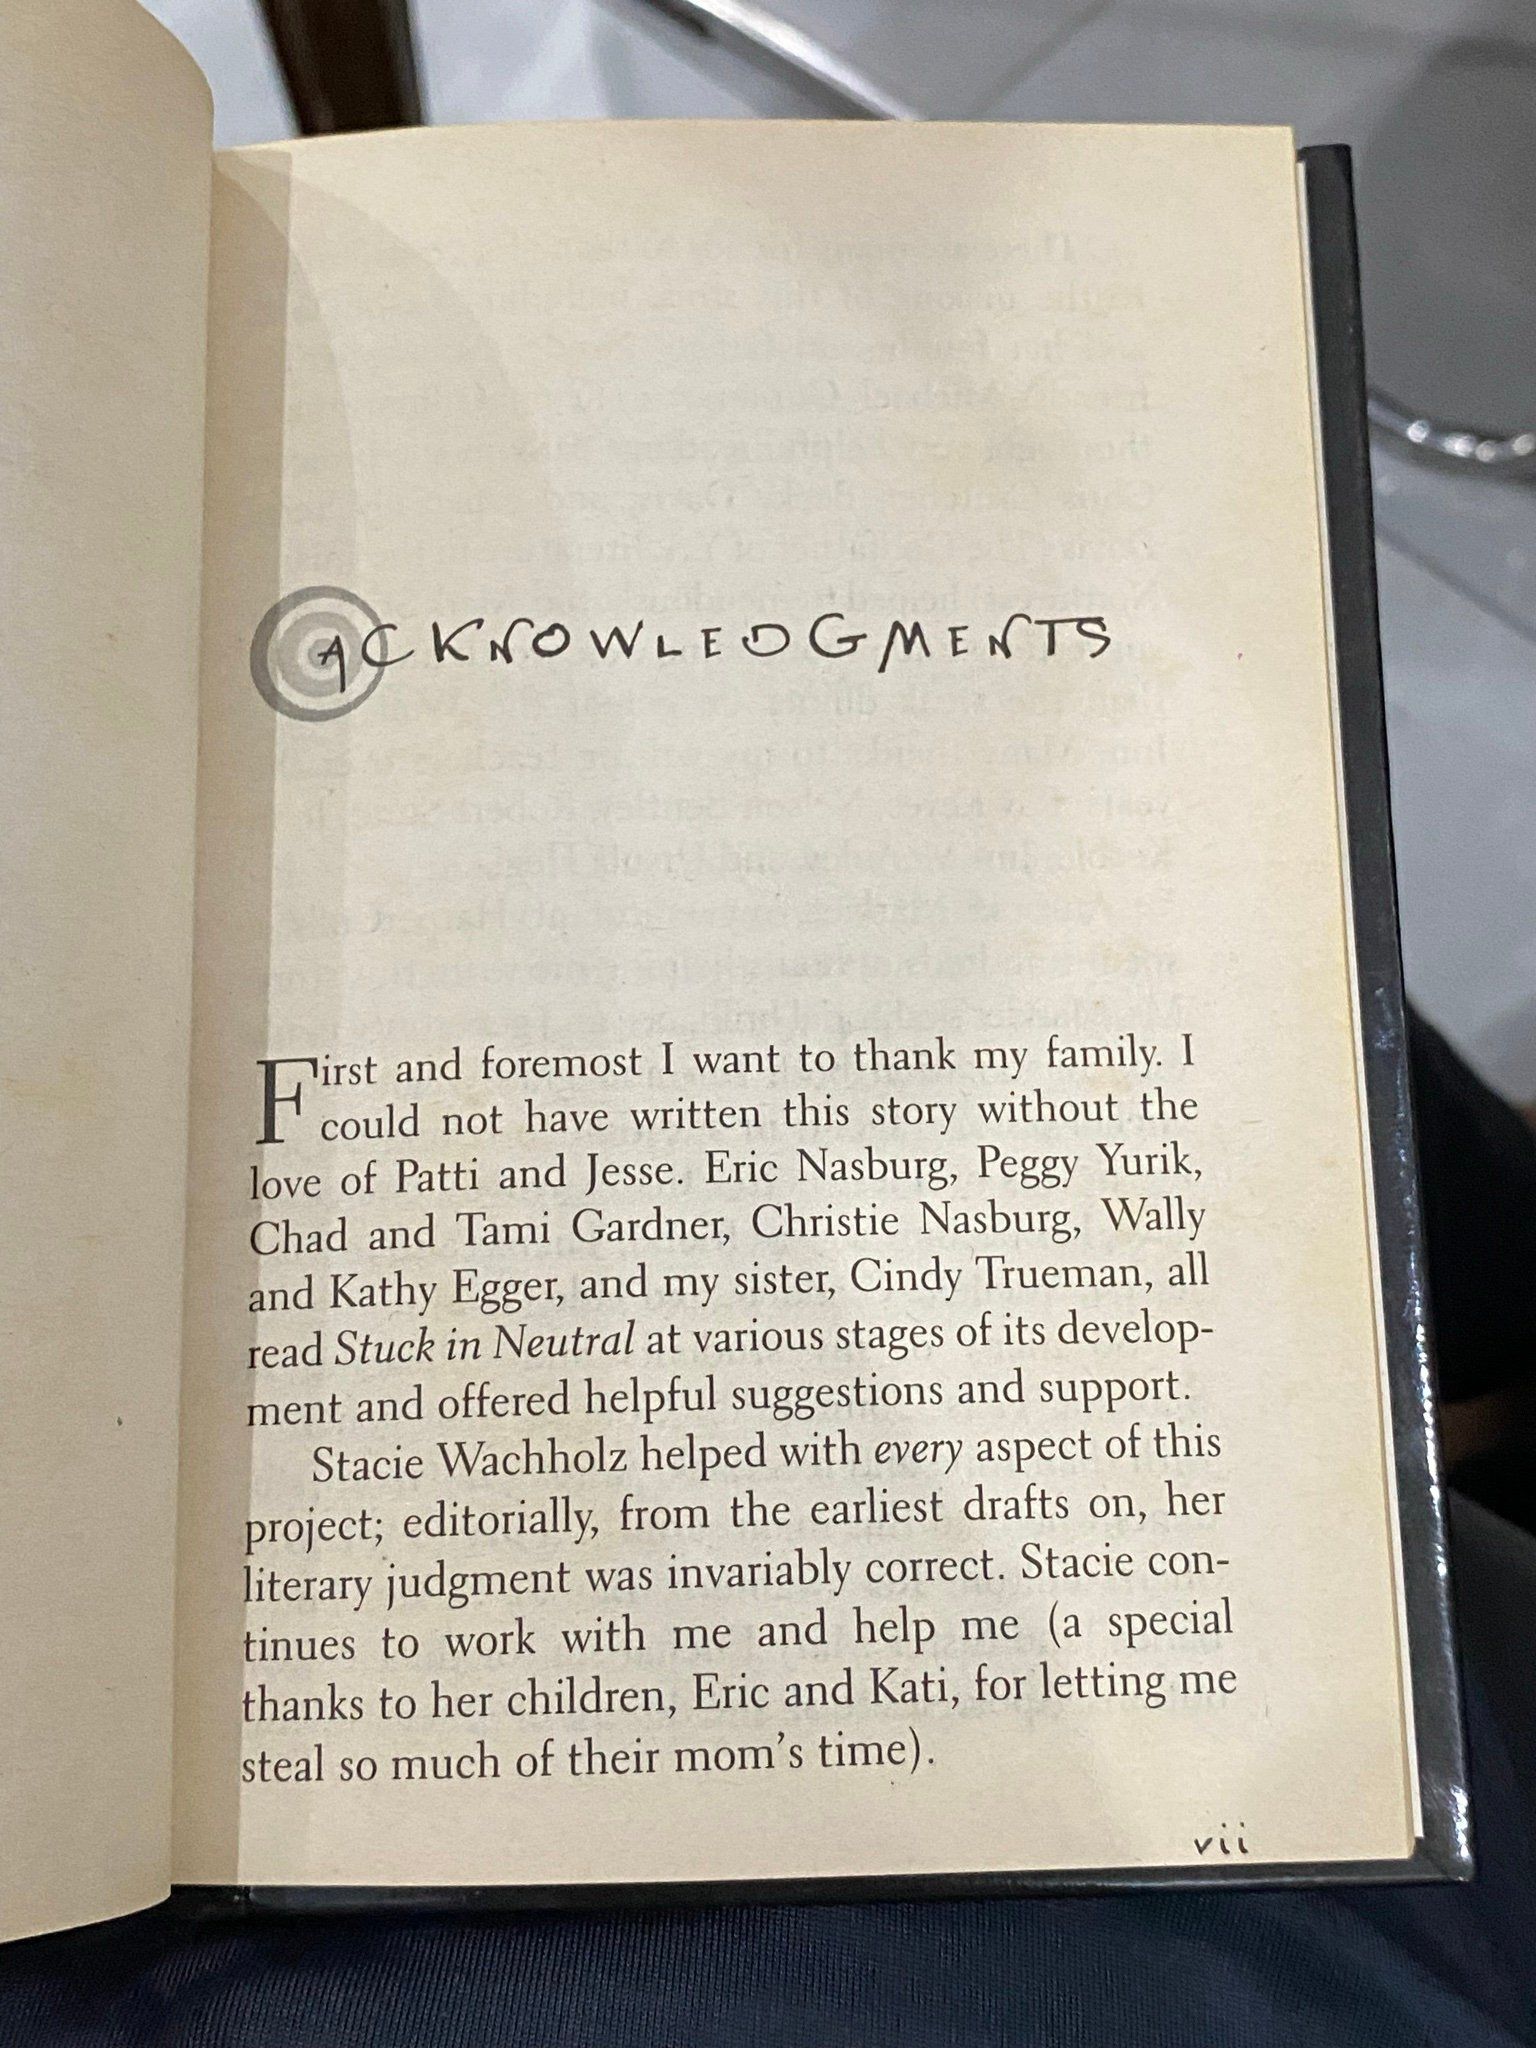 ACKNOWLEDGMENTS
First and foremost I want to thank my family. I
could not have written this story without the
love of Patti and Jesse. Eric Nasburg, Peggy Yurik,
Chad and Tami Gardner, Christie Nasburg, Wally
and Kathy Egger, and my sister, Cindy Trueman, all
read Stuck in Neutral at various stages of its develop-
ment and offered helpful suggestions and support.
Stacie Wachholz helped with every aspect of this
project; editorially, from the earliest drafts on, her
literary judgment was invariably correct. Stacie con-
tinues to work with me and help me (a special
thanks to her children, Eric and Kati, for letting me
steal so much of their mom's time).
vii